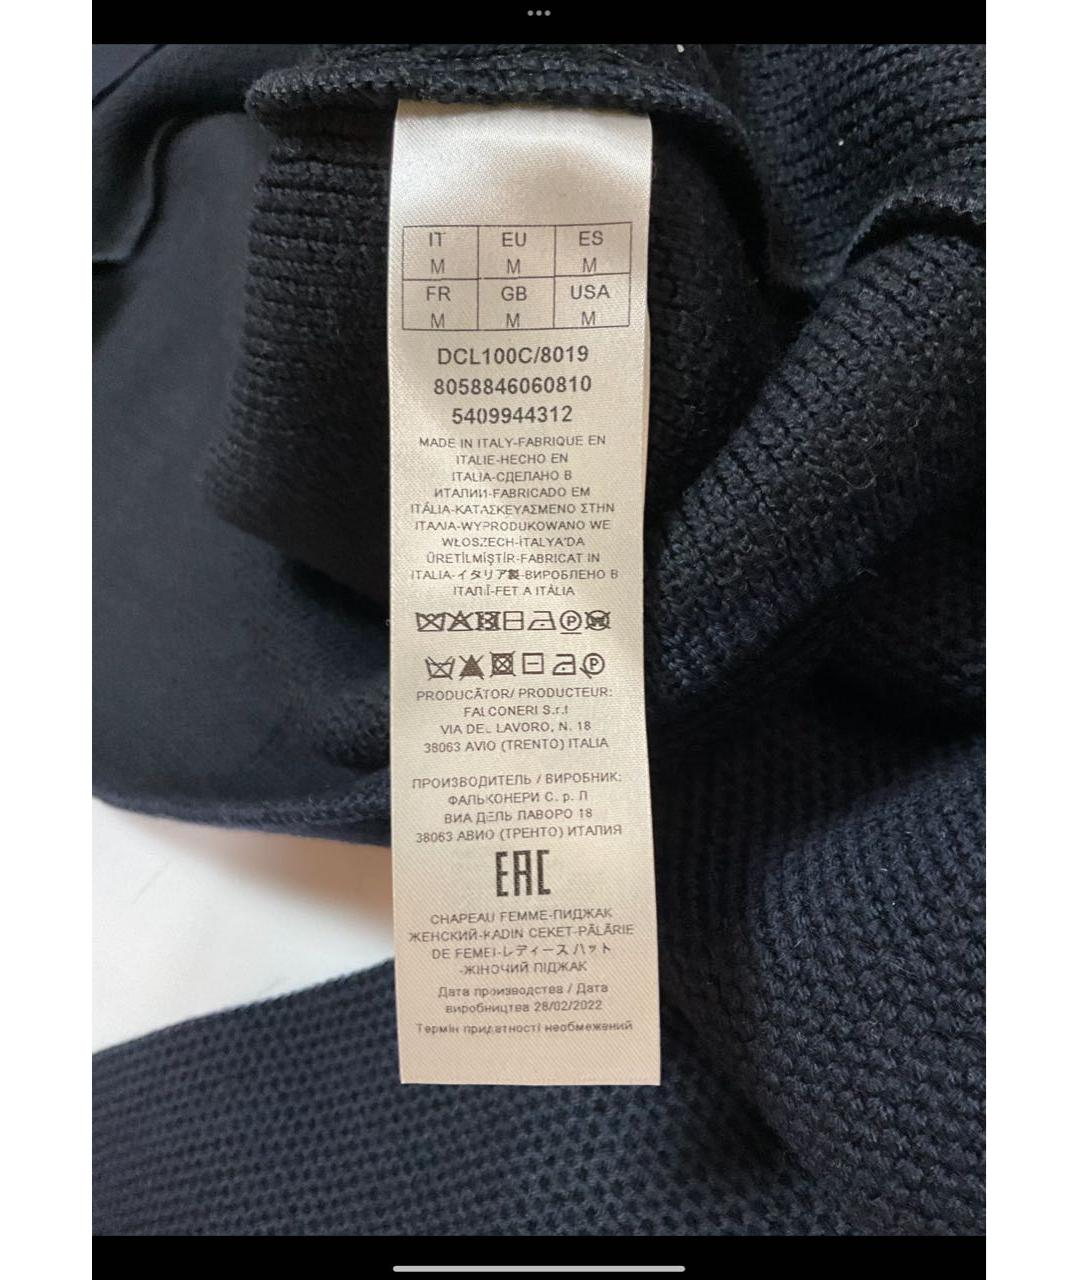 IT EU ES
M M M
FR GB USA
M M M
DCL100C/8019
8058846060810
5409944312
MADE IN ITALY-FABRIQUE EN
ITALIE-HECHO EN
ITALIA-СДЕЛАНО В
ИТАЛИИ-FABRICADO EM
ITÁLIA-ΚΑΤΑΣΚΕΥΑΣΜΕΝΟ ΣΤΗΝ
ΙΤΑΛΙΑ-WYPRODUKOWANO WE
WŁOSZECH-İTALYA'DA
ÜRETİLMİŞTİR-FABRICAT IN
ITALIA-イタリア製-ВИРОБЛЕНО В
ІТАЛІЇ-FET A ITÀLIA
P
P
PRODUCĂTOR/ PRODUCTEUR:
FALCONERI S.r.l
VIA DEL LAVORO, N. 18
38063 AVIO (TRENTO) ITALIA
ПРОИЗВОДИТЕЛЬ / ВИРОБНИК:
ФАЛЬКОНЕРИ С. р. Л
ВИА ДЕЛЬ ЛАВОРО 18
38063 АВИО (ТРЕНТО) ИТАЛИЯ
EAC
CHAPEAU FEMME-ПИДЖАК
ЖЕНСКИЙ-KADIN CEKET-PĂLĂRIE
DE FEMEI-レディース ハット
-ЖІНОЧИЙ ПІДЖАК
Дата производства / Дата
виробництва 28/02/2022
Термін придатності необмежений